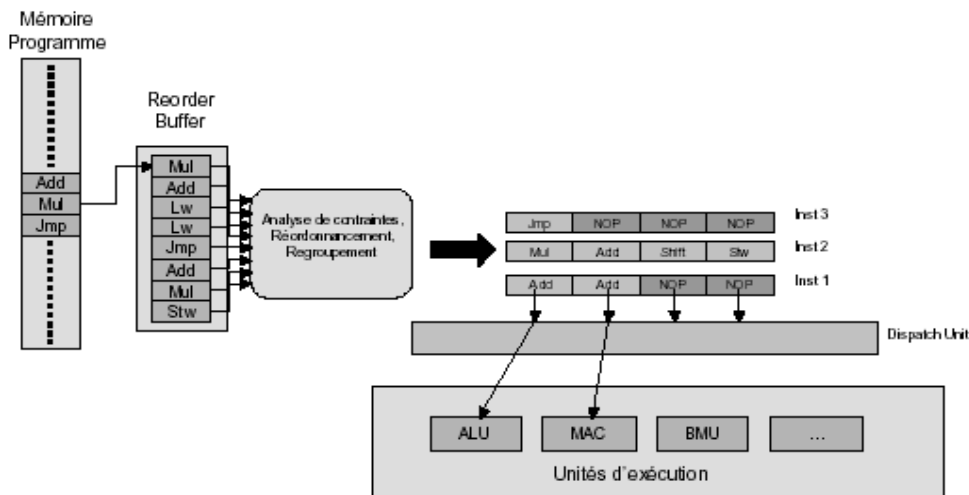 Mémoire
Programme
Add
Mul
Jmp
Reorder
Buffer
Mul
Add
Lw
Lw
Jmp
Add
Mul
Stw
Analyse de contraintes,
Réordonnancement,
Regroupement
Jmp NOP NOP NOP Inst 3
Mul Add Shift Stw Inst 2
Add Add NOP NOP Inst 1
Dispatch Unit
ALU MAC BMU ...
Unités d'exécution